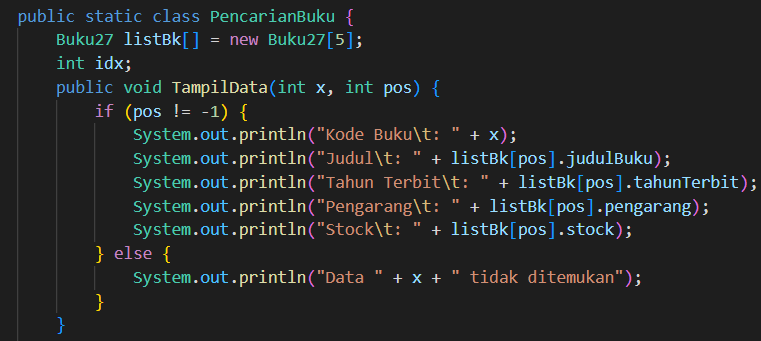 public static class PencarianBuku {
    Buku27 listBk[] = new Buku27[5];
    int idx;
    public void TampilData(int x, int pos) {
        if (pos != -1) {
            System.out.println("Kode Buku\t: " + x);
            System.out.println("Judul\t: " + listBk[pos].judulBuku);
            System.out.println("Tahun Terbit\t: " + listBk[pos].tahunTerbit);
            System.out.println("Pengarang\t: " + listBk[pos].pengarang);
            System.out.println("Stock\t: " + listBk[pos].stock);
        } else {
            System.out.println("Data " + x + " tidak ditemukan");
        }
    }